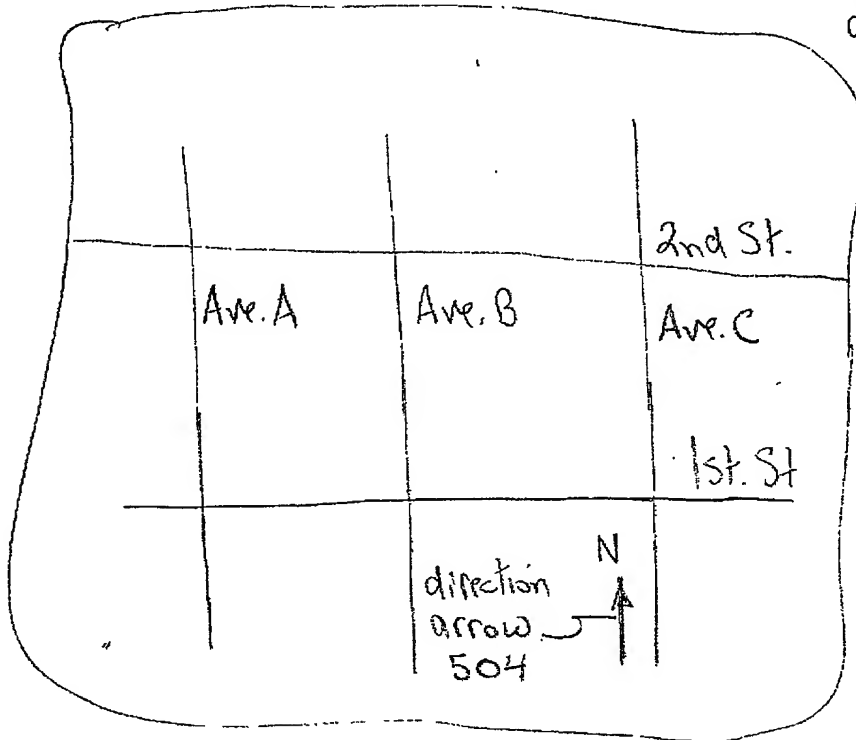 2nd St.
Ave. A
Ave. B
Ave. C
1st. St
N
direction
arrow
504